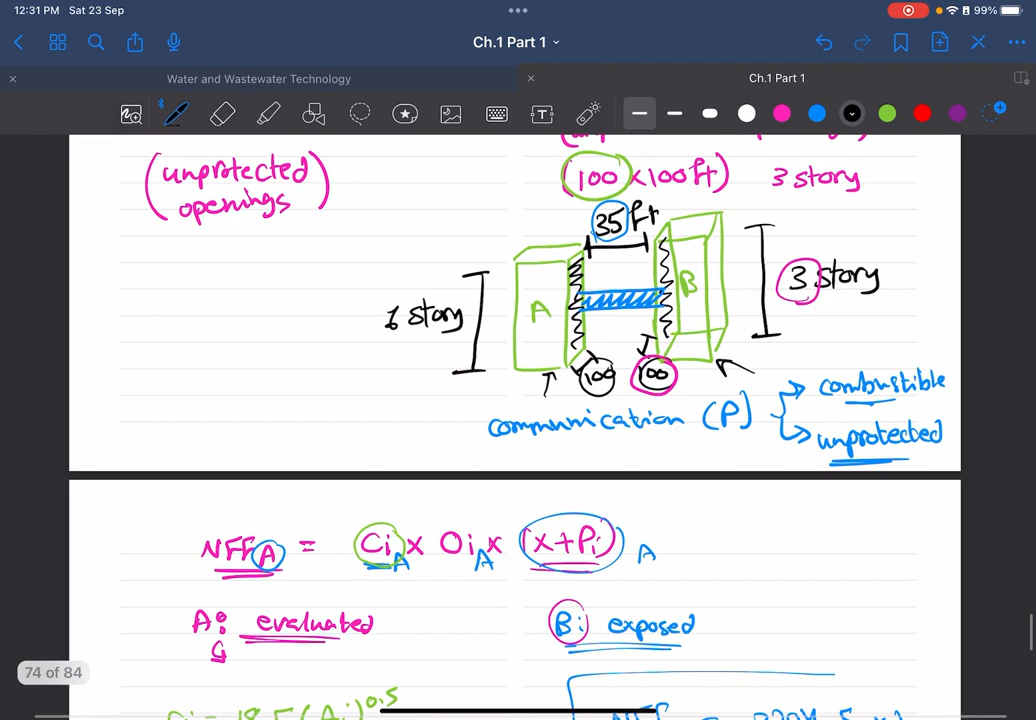 12:31 PM Sat 23 Sep
99%
Ch.1 Part 1
Water and Wastewater Technology
Ch.1 Part 1
(unprotected openings)
(100 x 100 ft) 3 story
35 ft
A
B
story
3 story
100
100
communication (P)
combustible
unprotected
NFFA = Ci A x Oi A x (x+Pi) A
A: evaluated
B: exposed
74 of 84